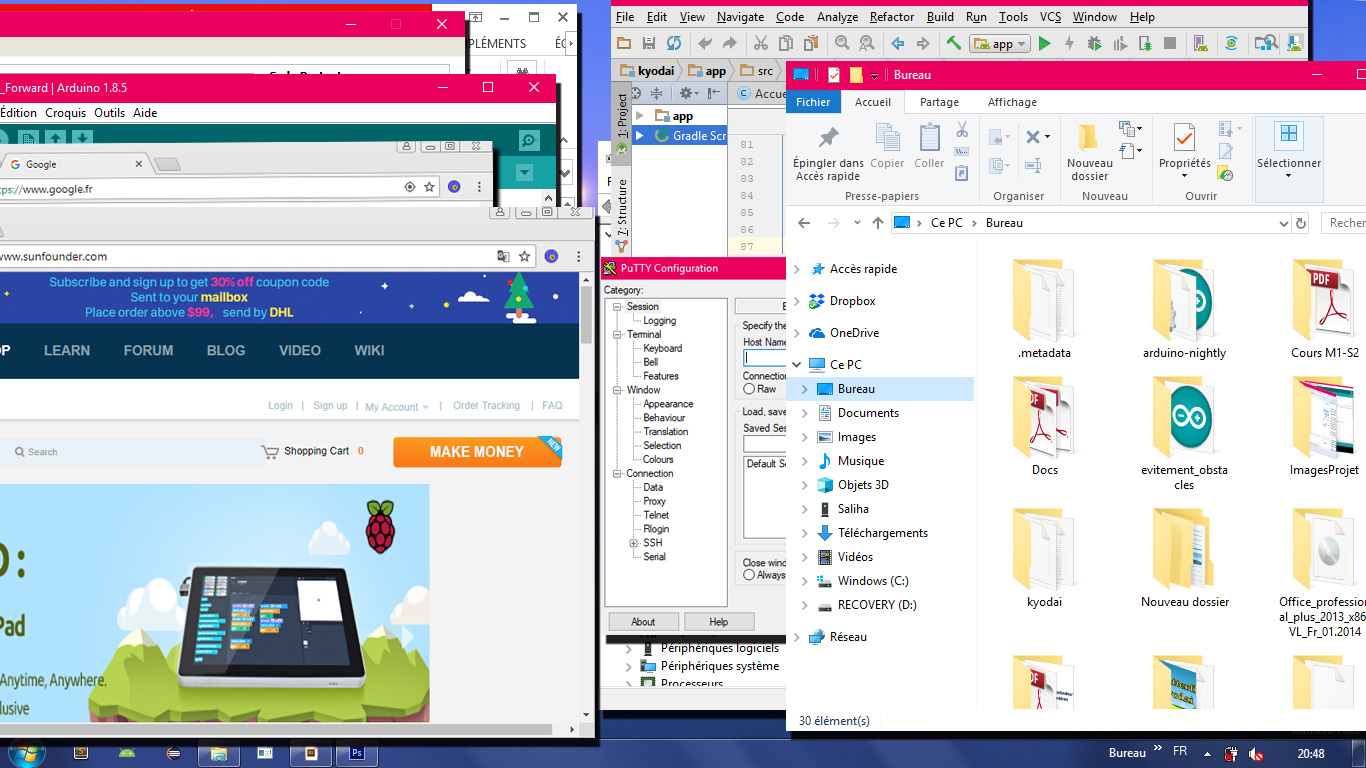 PLÉMENTS
_Forward | Arduino 1.8.5
Édition Croquis Outils Aide
Google
https://www.google.fr
www.sunfounder.com
Subscribe and sign up to get 30% off coupon code
Sent to your mailbox
Place order above $99, send by DHL
OP LEARN FORUM BLOG VIDEO WIKI
Login | Sign up | My Account | Order Tracking | FAQ
Search
Shopping Cart 0
MAKE MONEY
NEW
Pad
Anytime, Anywhere.
clusive
File Edit View Navigate Code Analyze Refactor Build Run Tools VCS Window Help
app
kyodai app src
1: Project
Z: Structure
app
Gradle Scr
Accue
81
82
83
84
85
86
87
PuTTY Configuration
Category:
Session
Logging
Terminal
Keyboard
Bell
Features
Window
Appearance
Behaviour
Translation
Selection
Colours
Connection
Data
Proxy
Telnet
Rlogin
SSH
Serial
Specify the
Host Name
Connection
Raw
Load, save
Saved Ses
Default Se
Close wind
Always
About Help
Périphériques logiciels
Périphériques système
Processeurs
Bureau
Fichier Accueil Partage Affichage
Épingler dans
Accès rapide
Copier
Coller
Presse-papiers
Organiser
Nouveau
dossier
Nouveau
Propriétés
Ouvrir
Sélectionner
Ce PC Bureau
Recher
Accès rapide
Dropbox
OneDrive
Ce PC
Bureau
Documents
Images
Musique
Objets 3D
Saliha
Téléchargements
Vidéos
Windows (C:)
RECOVERY (D:)
Réseau
.metadata
arduino-nightly
Cours M1-S2
Docs
evitement_obsta
cles
ImagesProjet
kyodai
Nouveau dossier
Office_profession
al_plus_2013_x86
VL_Fr_01.2014
30 élément(s)
Bureau
FR
20:48